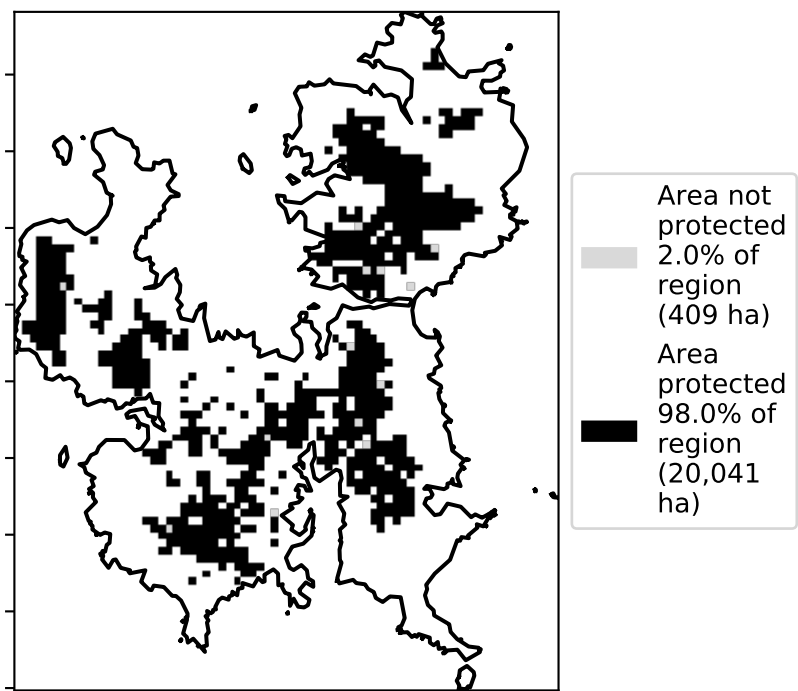 Area not
protected
2.0% of
region
(409 ha)
Area
protected
98.0% of
region
(20,041
ha)